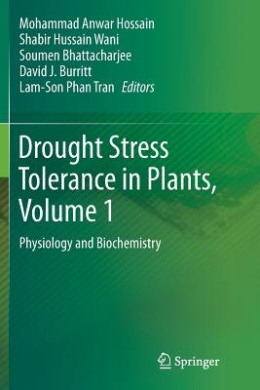 Mohammad Anwar Hossain
Shabir Hussain Wani
Soumen Bhattacharjee
David J. Burritt
Lam-Son Phan Tran Editors
Drought Stress
Tolerance in Plants,
Volume 1
Physiology and Biochemistry
Springer